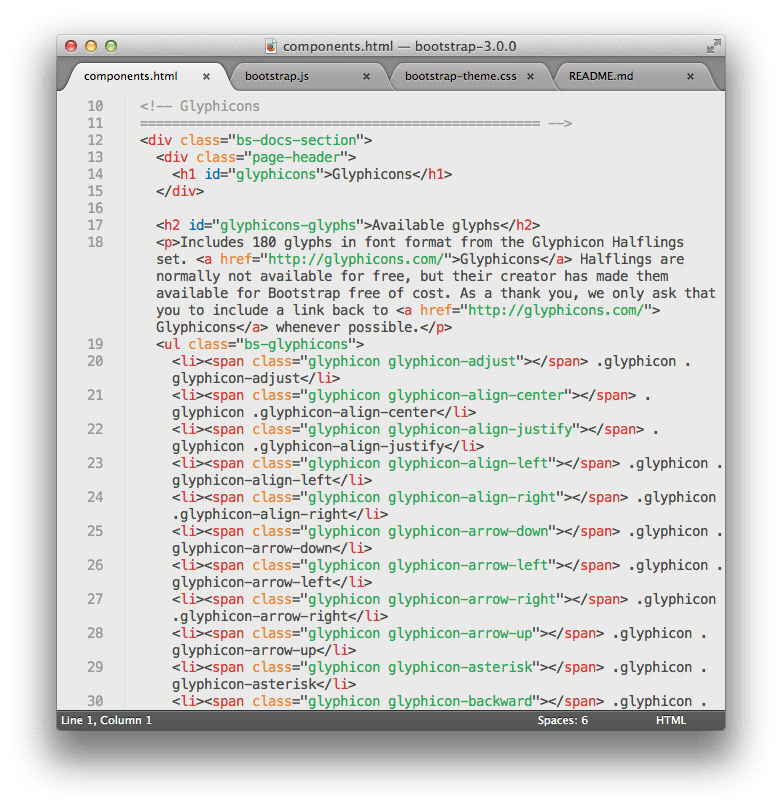 components.html — bootstrap-3.0.0
components.html × bootstrap.js × bootstrap-theme.css × README.md ×
10 <!-- Glyphicons
11 ================================================== -->
12 <div class="bs-docs-section">
13 <div class="page-header">
14 <h1 id="glyphicons">Glyphicons</h1>
15 </div>
16
17 <h2 id="glyphicons-glyphs">Available glyphs</h2>
18 <p>Includes 180 glyphs in font format from the Glyphicon Halflings
set. <a href="http://glyphicons.com/">Glyphicons</a> Halflings are
normally not available for free, but their creator has made them
available for Bootstrap free of cost. As a thank you, we only ask that
you to include a link back to <a href="http://glyphicons.com/">
Glyphicons</a> whenever possible.</p>
19 <ul class="bs-glyphicons">
20 <li><span class="glyphicon glyphicon-adjust"></span> .glyphicon .
glyphicon-adjust</li>
21 <li><span class="glyphicon glyphicon-align-center"></span> .
glyphicon .glyphicon-align-center</li>
22 <li><span class="glyphicon glyphicon-align-justify"></span> .
glyphicon .glyphicon-align-justify</li>
23 <li><span class="glyphicon glyphicon-align-left"></span> .glyphicon .
glyphicon-align-left</li>
24 <li><span class="glyphicon glyphicon-align-right"></span> .glyphicon
.glyphicon-align-right</li>
25 <li><span class="glyphicon glyphicon-arrow-down"></span> .glyphicon .
glyphicon-arrow-down</li>
26 <li><span class="glyphicon glyphicon-arrow-left"></span> .glyphicon .
glyphicon-arrow-left</li>
27 <li><span class="glyphicon glyphicon-arrow-right"></span> .glyphicon
.glyphicon-arrow-right</li>
28 <li><span class="glyphicon glyphicon-arrow-up"></span> .glyphicon .
glyphicon-arrow-up</li>
29 <li><span class="glyphicon glyphicon-asterisk"></span> .glyphicon .
glyphicon-asterisk</li>
30 <li><span class="glyphicon glyphicon-backward"></span> .glyphicon .
Line 1, Column 1 Spaces: 6 HTML